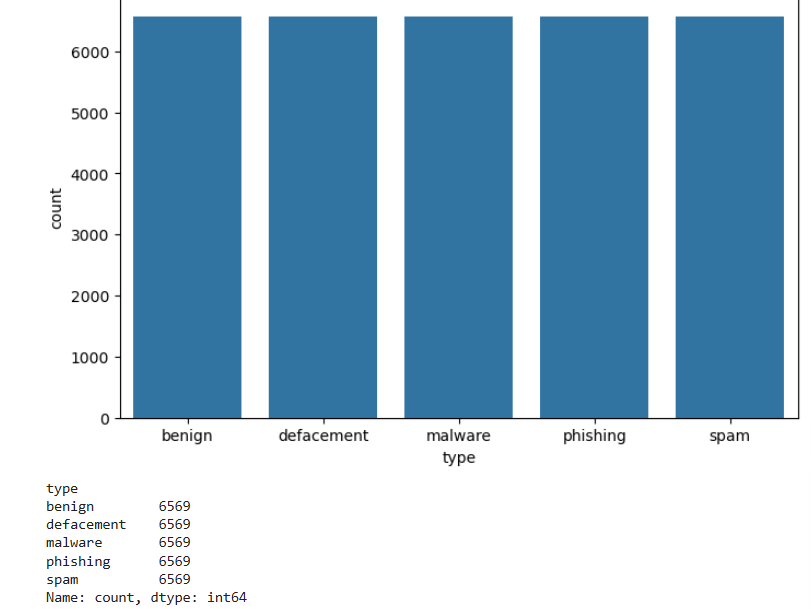 6000
5000
4000
3000
2000
1000
0
count
benign defacement malware phishing spam
type
type
benign 6569
defacement 6569
malware 6569
phishing 6569
spam 6569
Name: count, dtype: int64